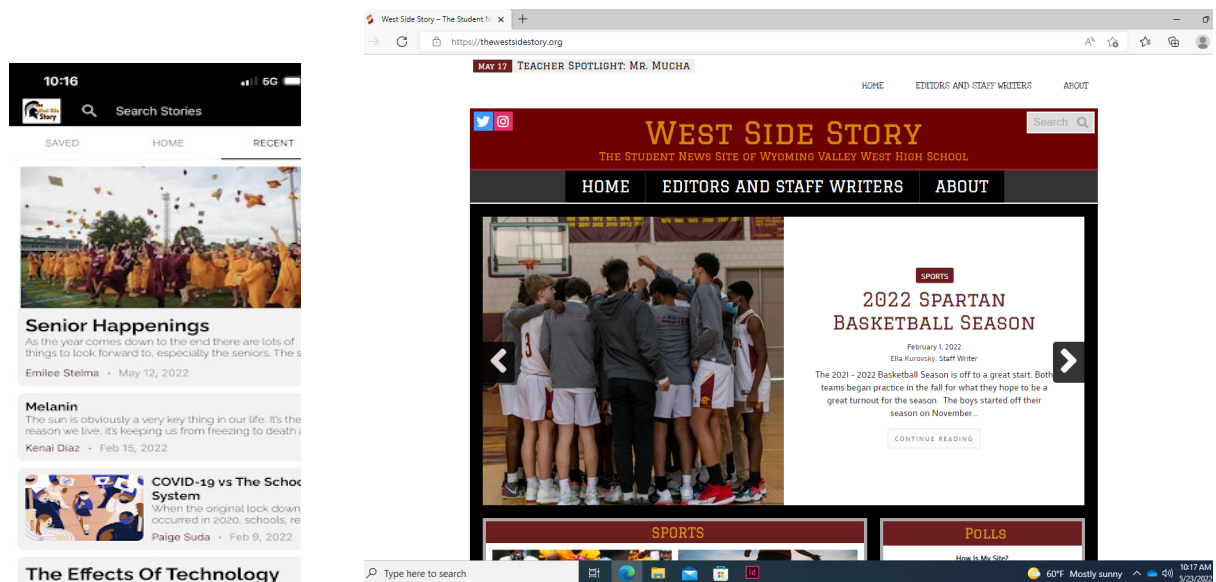 10:16
5G
Story
Search Stories
SAVED
HOME
RECENT
Senior Happenings
As the year comes down to the end there are lots of
things to look forward to, especially the seniors. The s
Emilee Stelma - May 12, 2022
Melanin
The sun is obviously a very key thing in our life. It's the
reason we live, it's keeping us from freezing to death
Kenai Diaz - Feb 15, 2022
COVID-19 vs The Schoo
System
When the original lock down
occurred in 2020, schools, re
Paige Suda - Feb 9, 2022
The Effects Of Technology
West Side Story – The Student N
https://thewestsidestory.org
MAY 17 TEACHER SPOTLIGHT: MR. MUCHA
HOME EDITORS AND STAFF WRITERS ABOUT
Search
WEST SIDE STORY
THE STUDENT NEWS SITE OF WYOMING VALLEY WEST HIGH SCHOOL
HOME EDITORS AND STAFF WRITERS ABOUT
SPORTS
2022 SPARTAN
BASKETBALL SEASON
February 1, 2022
Ella Kurovsky, Staff Writer
The 2021 - 2022 Basketball Season is off to a great start. Both
teams began practice in the fall for what they hope to be a
great turnout for the season. The boys started off their
season on November...
CONTINUE READING
SPORTS
POLLS
How Is My Site?
Type here to search
Id
60°F Mostly sunny
10:17 AM
5/23/2022